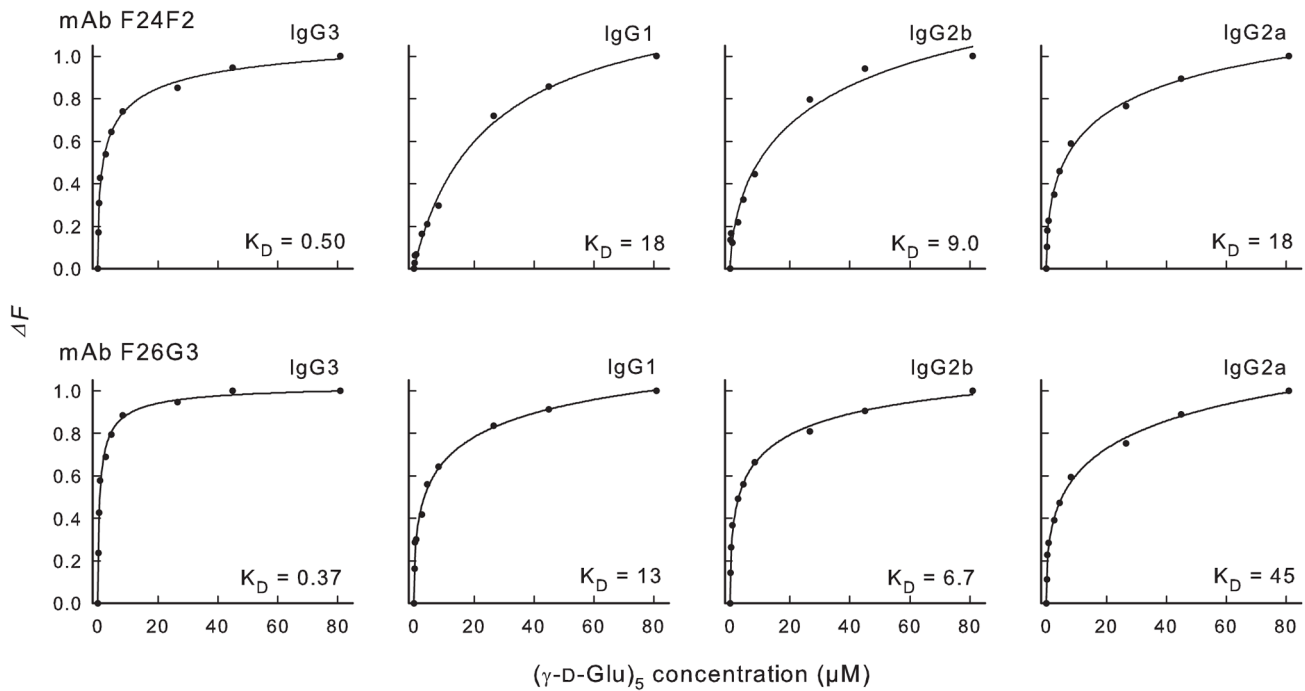 mAb F24F2
IgG3
IgG1
IgG2b
IgG2a
1.0
0.8
0.6
0.4
0.2
0.0
K_D = 0.50
K_D = 18
K_D = 9.0
K_D = 18
ΔF
mAb F26G3
IgG3
IgG1
IgG2b
IgG2a
1.0
0.8
0.6
0.4
0.2
0.0
K_D = 0.37
K_D = 13
K_D = 6.7
K_D = 45
0 20 40 60 80 0 20 40 60 80 0 20 40 60 80 0 20 40 60 80
(γ-D-Glu)₅ concentration (μM)